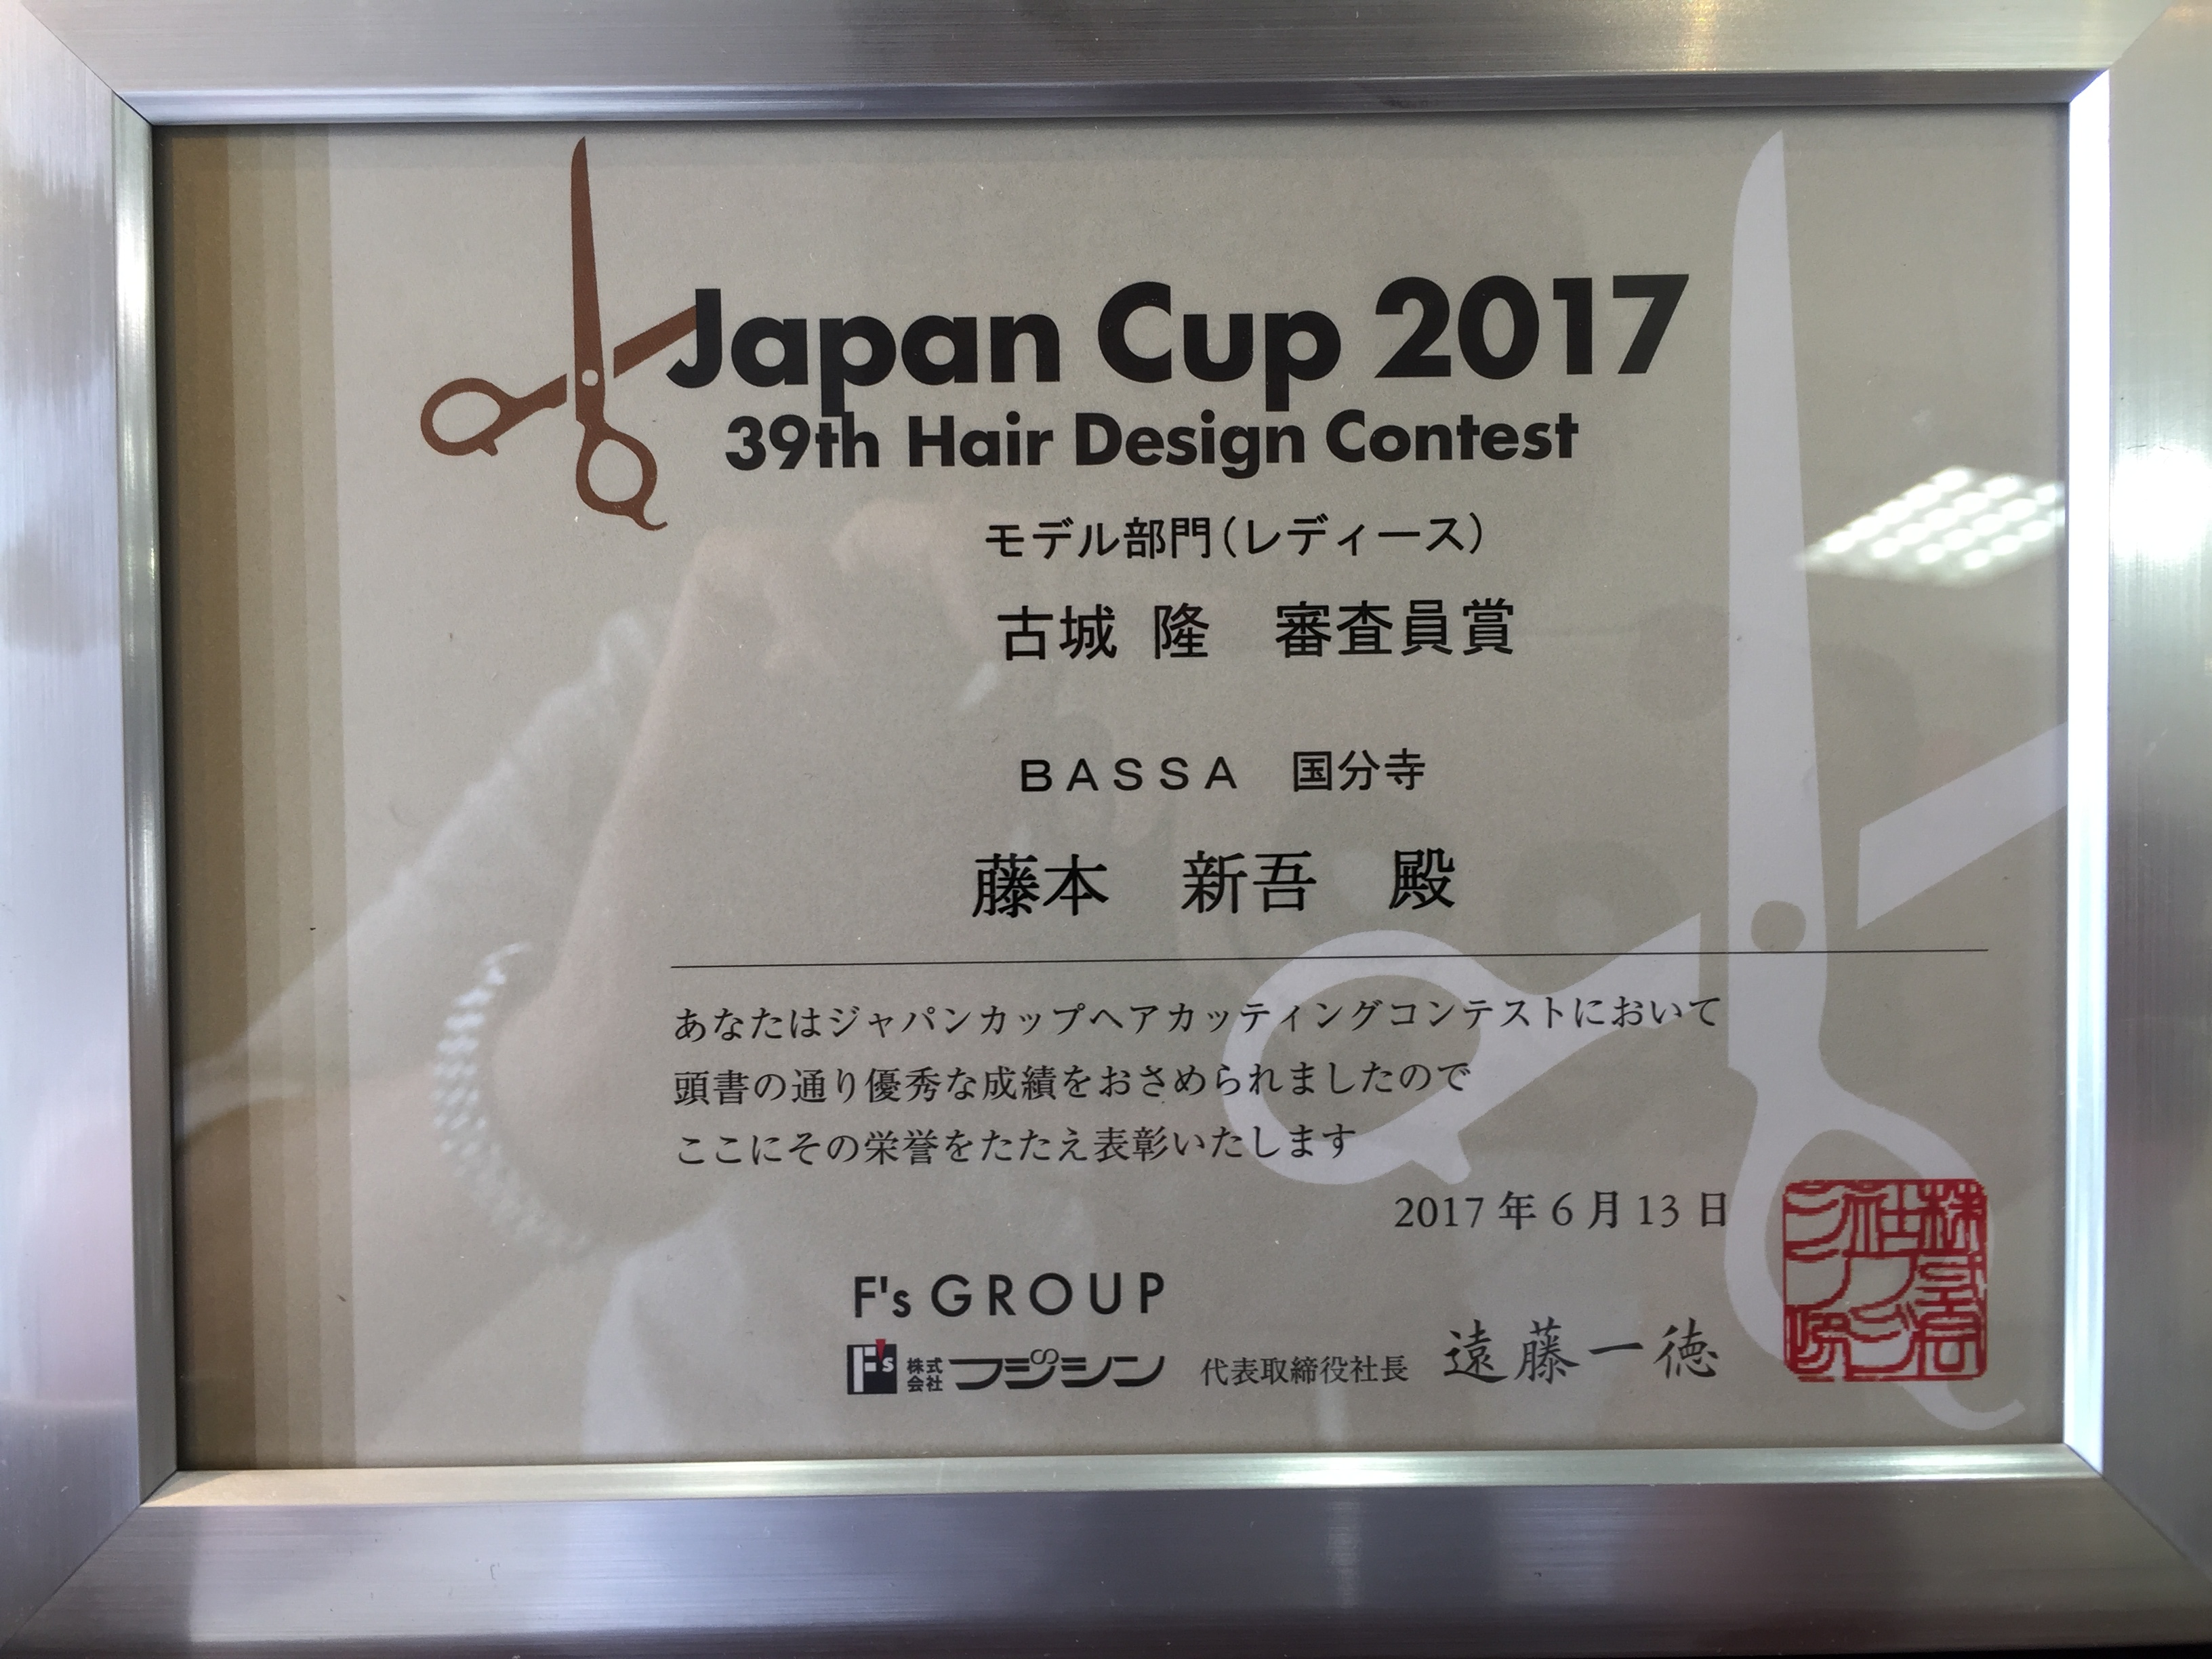 Japan Cup 2017
39th Hair Design Contest
モデル部門(レディース)
古城 隆　審査員賞
BASSA　国分寺
藤本　新吾　殿
あなたはジャパンカップヘアカッティングコンテストにおいて
頭書の通り優秀な成績をおさめられましたので
ここにその栄誉をたたえ表彰いたします
2017年6月13日
F's GROUP
F's 株式会社 フジシン 代表取締役社長 遠藤一徳